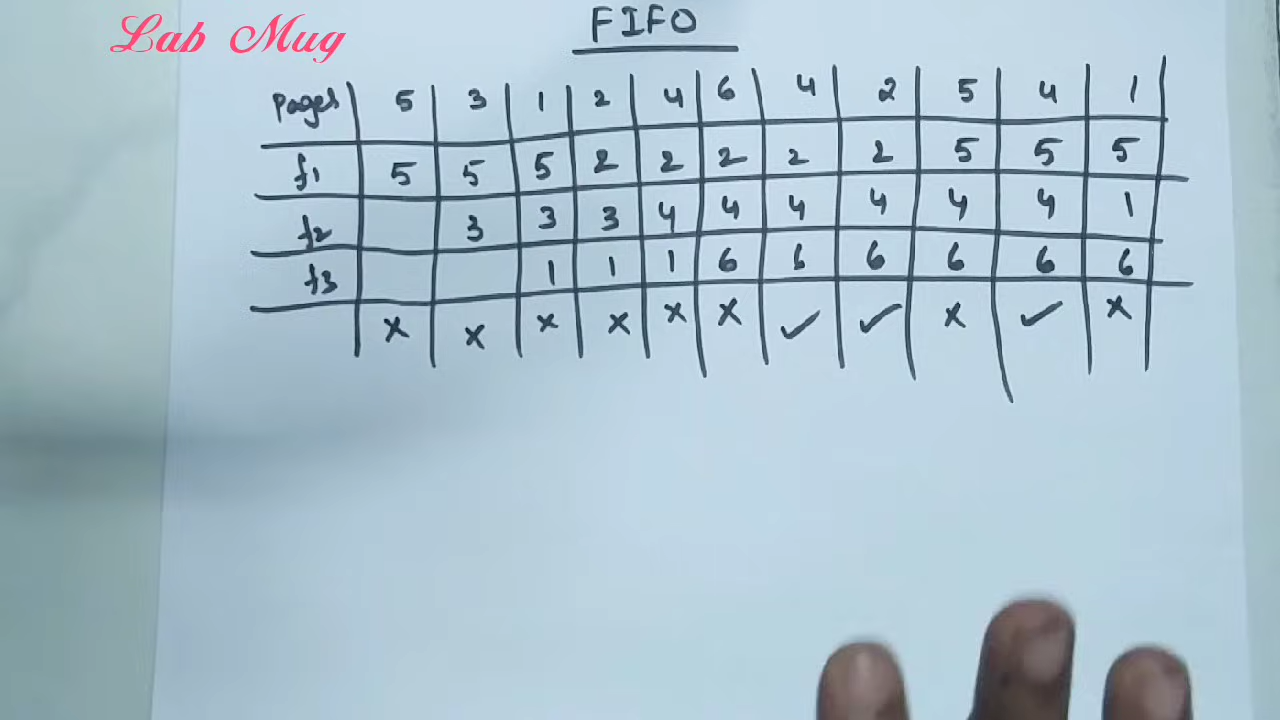 Lab Mug
FIFO
Pages 5 3 1 2 4 6 4 2 5 4 1
f1 5 5 5 2 2 2 2 2 5 5 5
f2 3 3 3 4 4 4 4 4 4 1
f3 1 1 1 6 6 6 6 6 6
x x x x x x ✓ ✓ x ✓ x